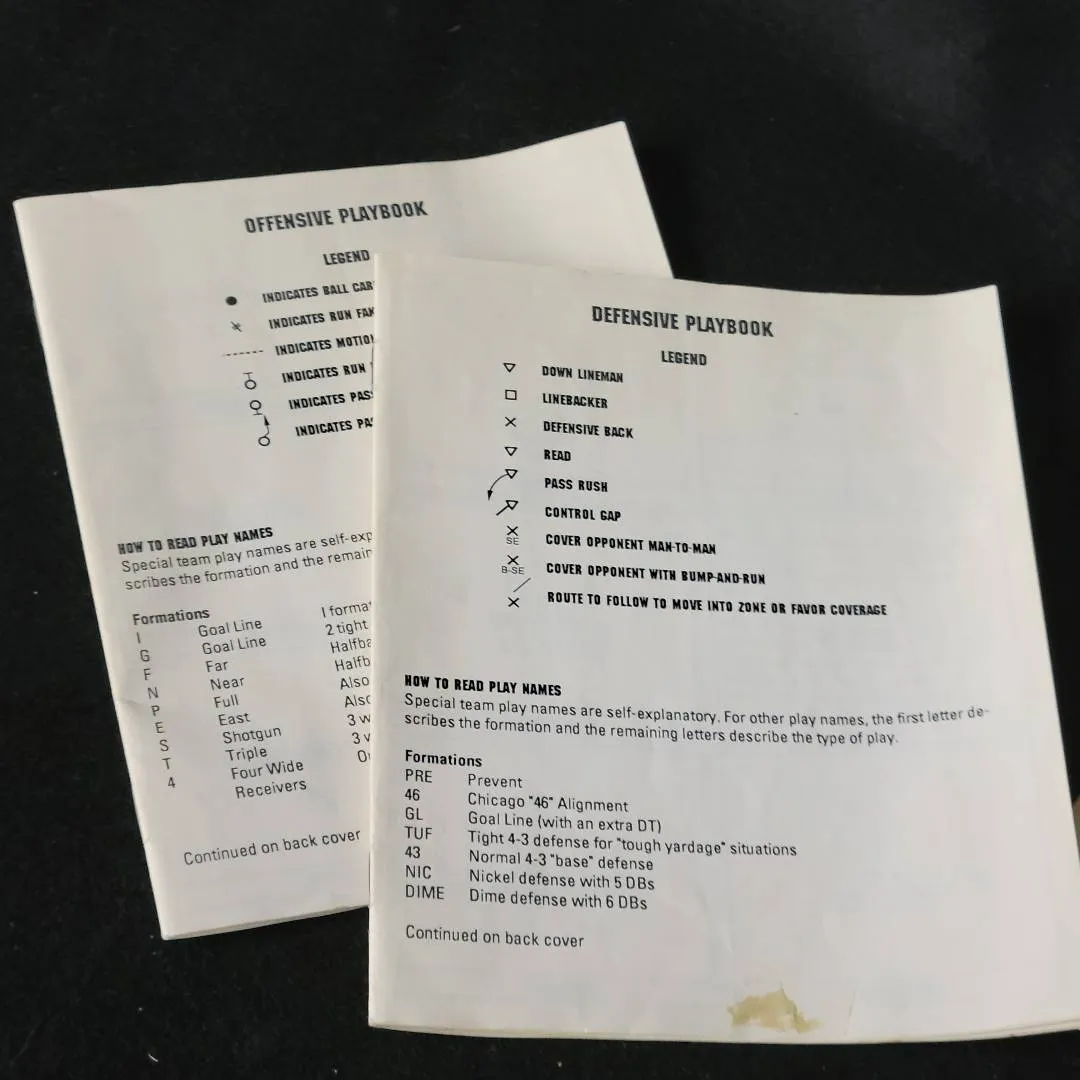 OFFENSIVE PLAYBOOK
LEGEND
INDICATES BALL
INDICATES RUN
INDICATES
INDICATES RUN
INDICATES
INDICATES
HOW TO READ PLAY NAMES
Special team play names are
scribes the formation and the
Formations
I Goal Line I
G Goal Line 2 tight
F Far
N Near
P Full Also
E East
S Shotgun 3
T Triple 3
4 Four Wide
Receivers
Continued on back cover
DEFENSIVE PLAYBOOK
LEGEND
DOWN LINEMAN
LINEBACKER
DEFENSIVE BACK
READ
PASS RUSH
CONTROL GAP
SE COVER OPPONENT MAN-TO-MAN
B-SE COVER OPPONENT WITH BUMP-AND-RUN
ROUTE TO FOLLOW TO MOVE INTO ZONE OR FAVOR COVERAGE
HOW TO READ PLAY NAMES
Special team play names are self-explanatory. For other play names, the first letter de-
scribes the formation and the remaining letters describe the type of play.
Formations
PRE Prevent
46 Chicago "46" Alignment
GL Goal Line (with an extra DT)
TUF Tight 4-3 defense for "tough yardage" situations
43 Normal 4-3 "base" defense
NIC Nickel defense with 5 DBs
DIME Dime defense with 6 DBs
Continued on back cover